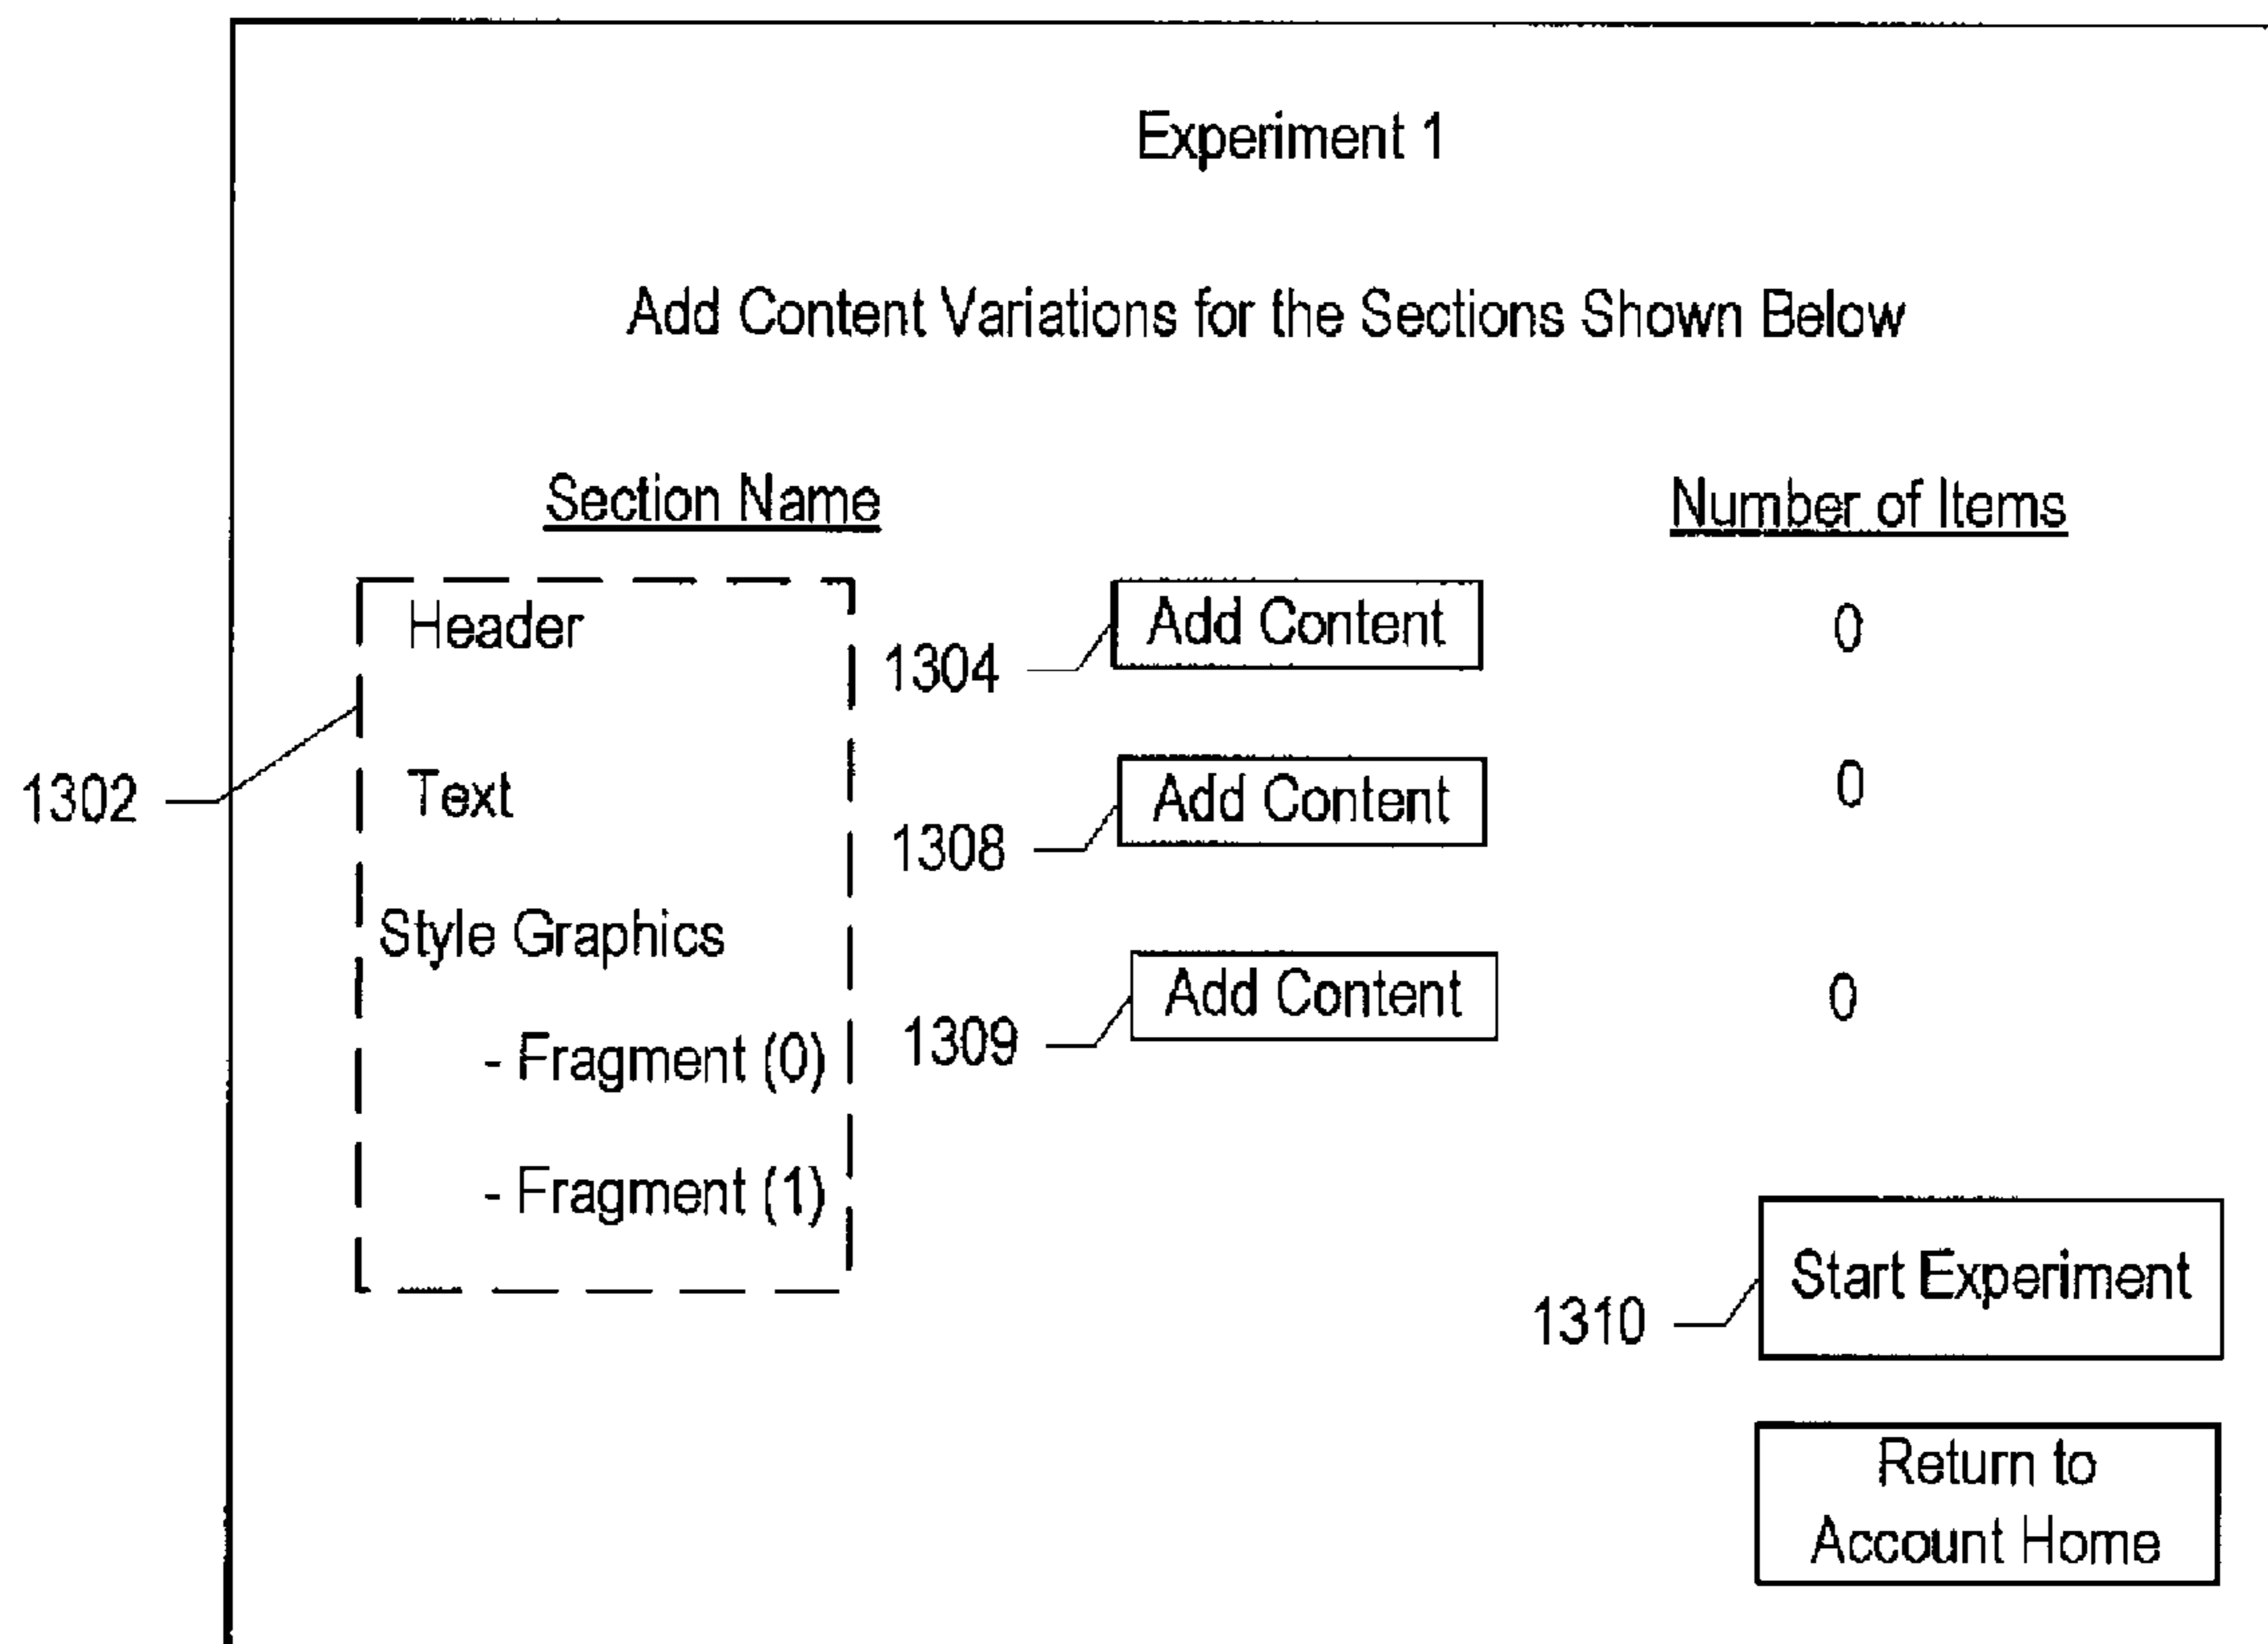 Experiment 1
Add Content Variations for the Sections Shown Below
Section Name
Number of Items
Header
1304
Add Content
0
1302
Text
1308
Add Content
0
Style Graphics
1309
Add Content
0
- Fragment (0)
- Fragment (1)
1310
Start Experiment
Return to
Account Home